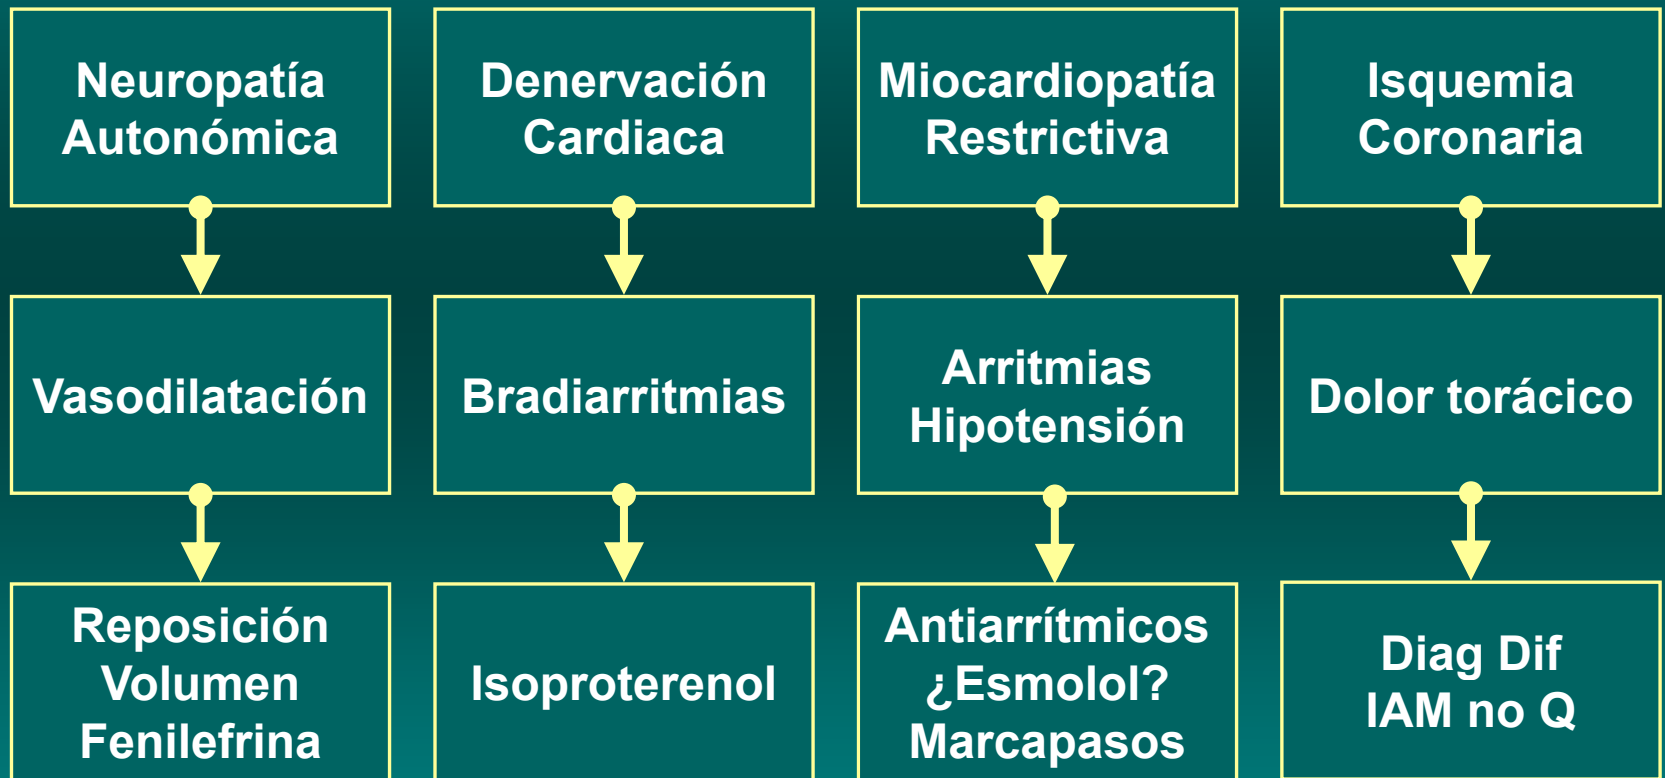 Neuropatía
Autonómica
Denervación
Cardiaca
Miocardiopatía
Restrictiva
Isquemia
Coronaria
Vasodilatación
Bradiarritmias
Arritmias
Hipotensión
Dolor torácico
Reposición
Volumen
Fenilefrina
Isoproterenol
Antiarrítmicos
¿Esmolol?
Marcapasos
Diag Dif
IAM no Q